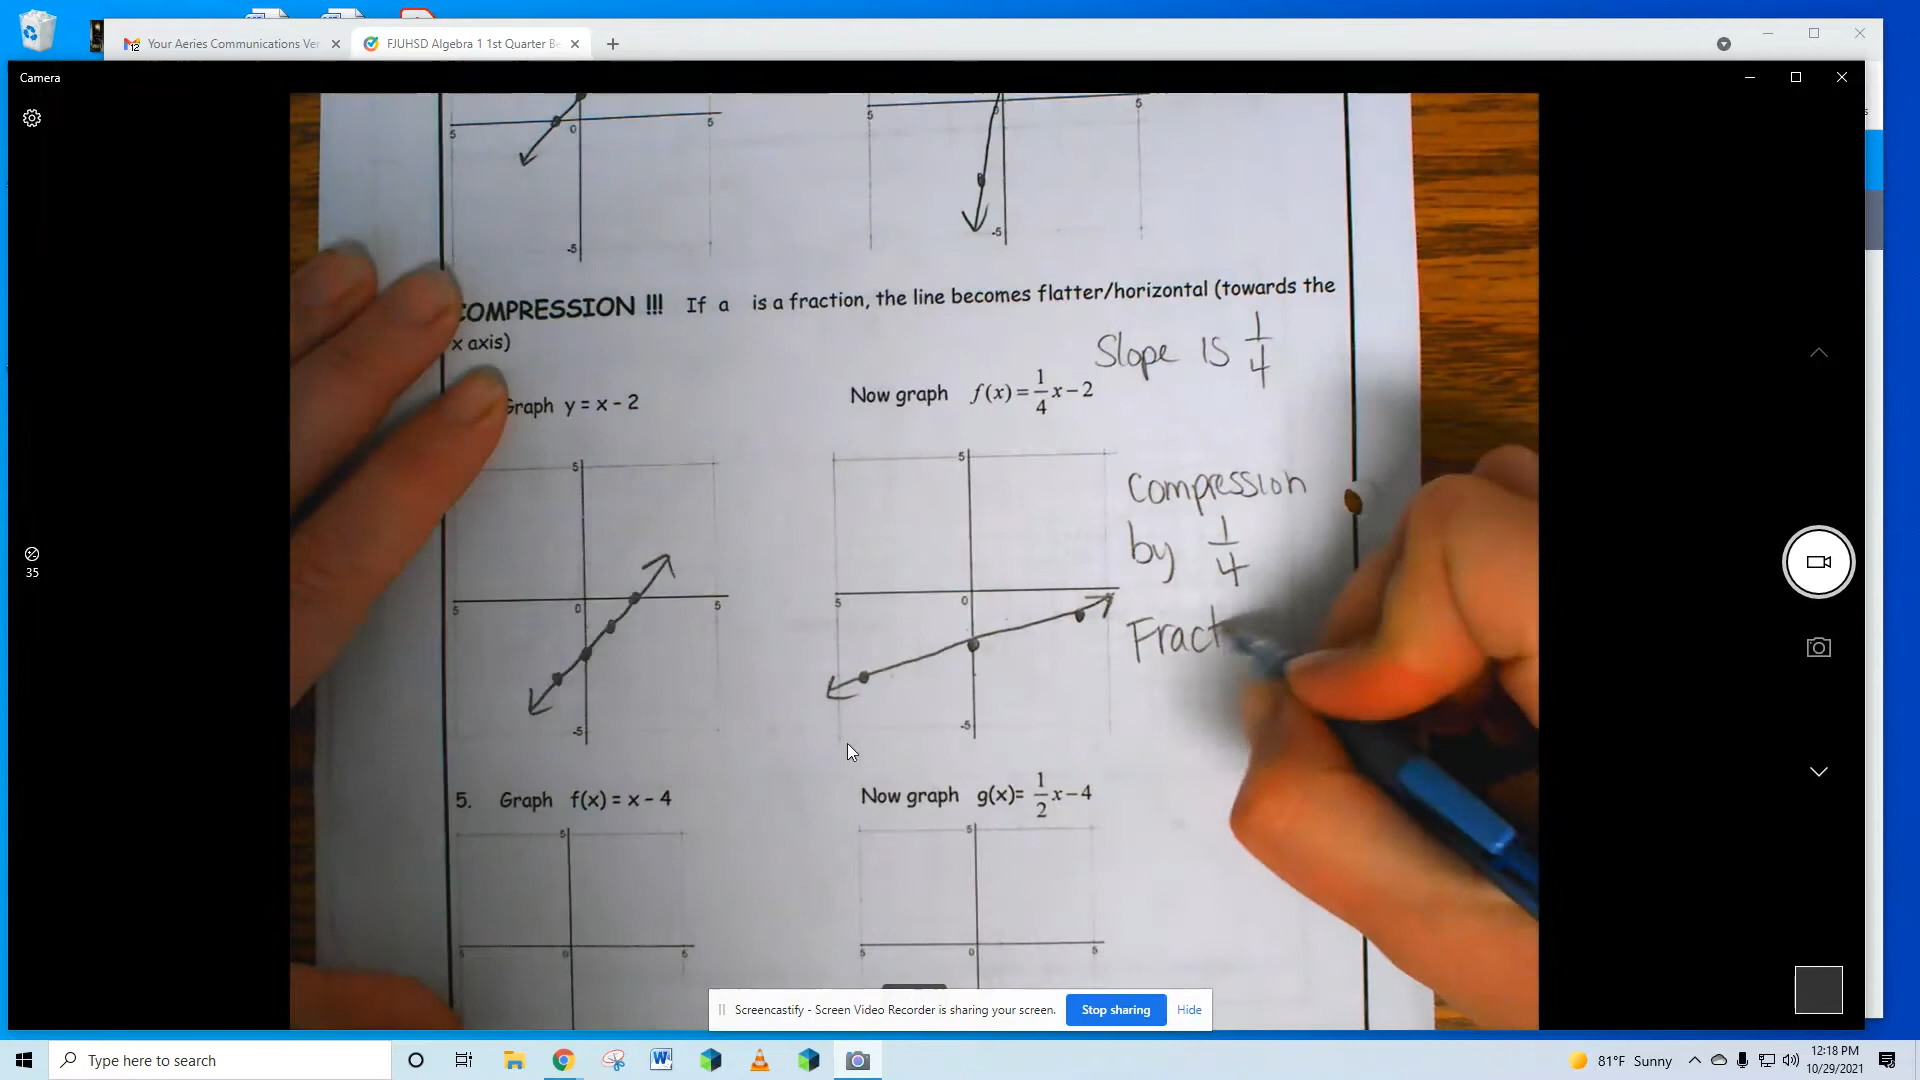 Your Aeries Communications Ver
FJUHSD Algebra 1 1st Quarter Be
Camera
5
0
5
-5
5
0
5
-5
COMPRESSION !!! If a is a fraction, the line becomes flatter/horizontal (towards the
x axis)
Slope is 1/4
Graph y = x - 2
Now graph f(x) = 1/4 x - 2
5
5
0
5
-5
5
5
0
-5
Compression
by 1/4
Fract
35
5. Graph f(x) = x - 4
Now graph g(x)= 1/2 x - 4
5
5
0
5
5
5
0
5
Screencastify - Screen Video Recorder is sharing your screen.
Stop sharing
Hide
Type here to search
81°F Sunny
12:18 PM
10/29/2021